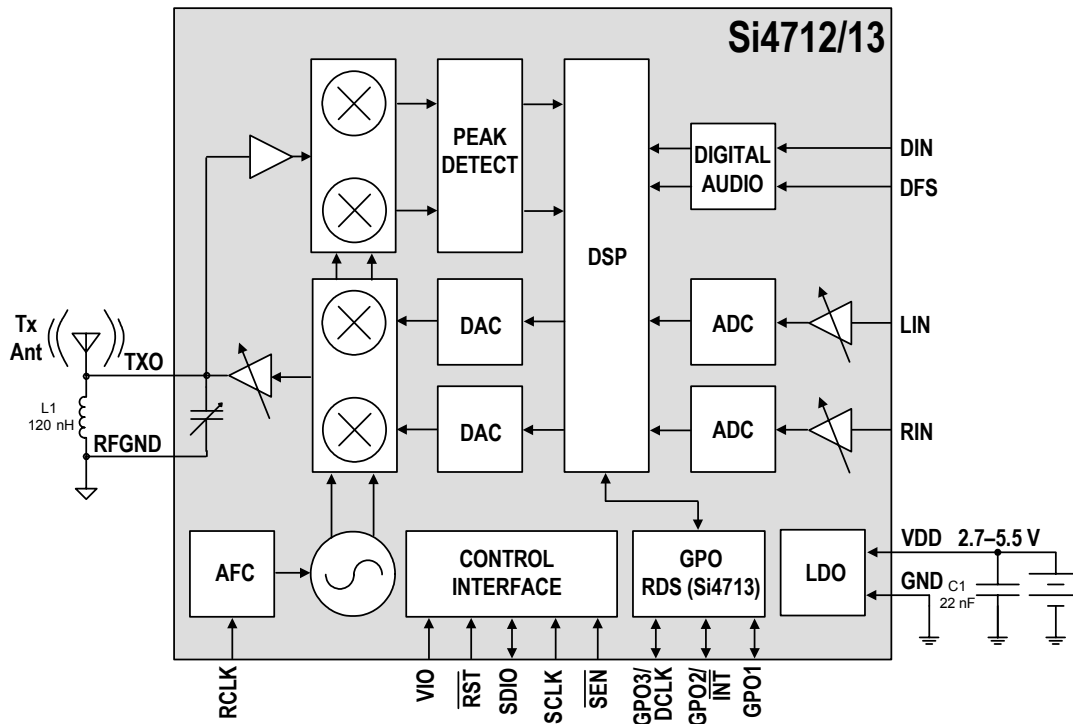 Si4712/13
PEAK
DETECT
DIGITAL
AUDIO
DIN
DFS
DSP
Tx
Ant
TXO
DAC
ADC
LIN
L1
120 nH
RFGND
DAC
ADC
RIN
AFC
CONTROL
INTERFACE
GPO
RDS (Si4713)
LDO
VDD 2.7–5.5 V
GND
C1
22 nF
RCLK
VIO
RST
SDIO
SCLK
SEN
GPO3/
DCLK
GPO2/
INT
GPO1